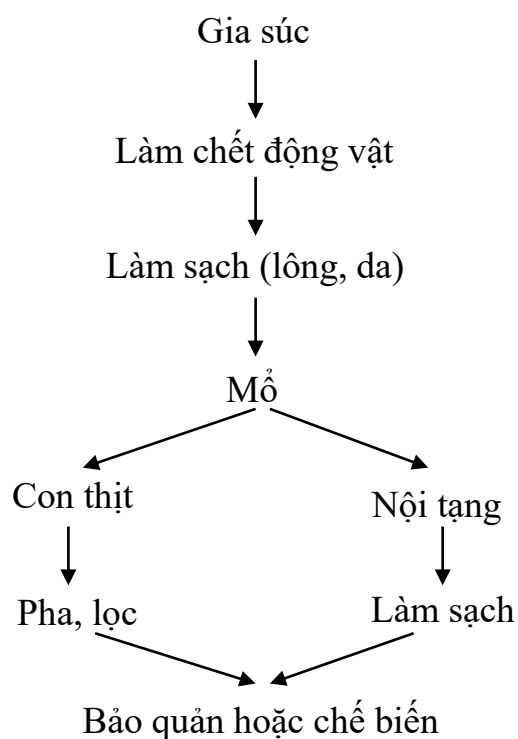 Gia súc
Làm chết động vật
Làm sạch (lông, da)
Mổ
Con thịt
Nội tạng
Pha, lọc
Làm sạch
Bảo quản hoặc chế biến